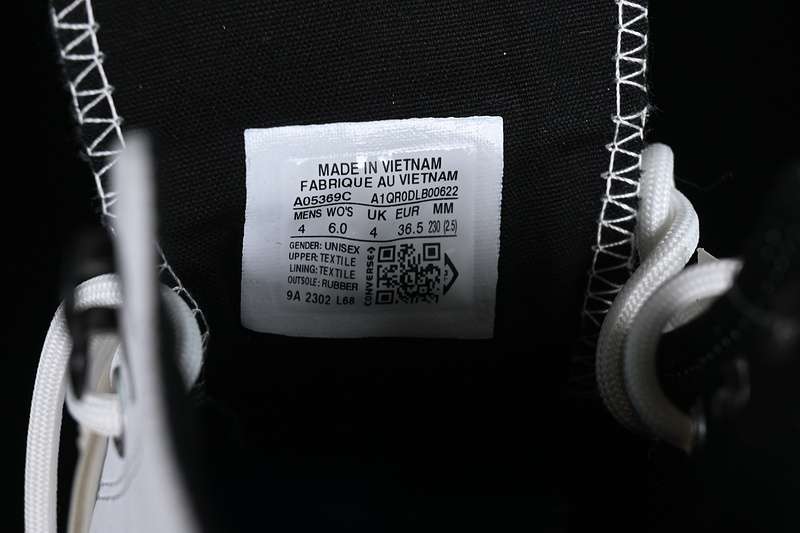 MADE IN VIETNAM
FABRIQUE AU VIETNAM
A05369C A1QR0DLB00622
MENS WO'S UK EUR MM
4 6.0 4 36.5 230 (2.5)
GENDER: UNISEX
UPPER: TEXTILE
LINING: TEXTILE
OUTSOLE: RUBBER
9A 2302 L68
CONVERSE